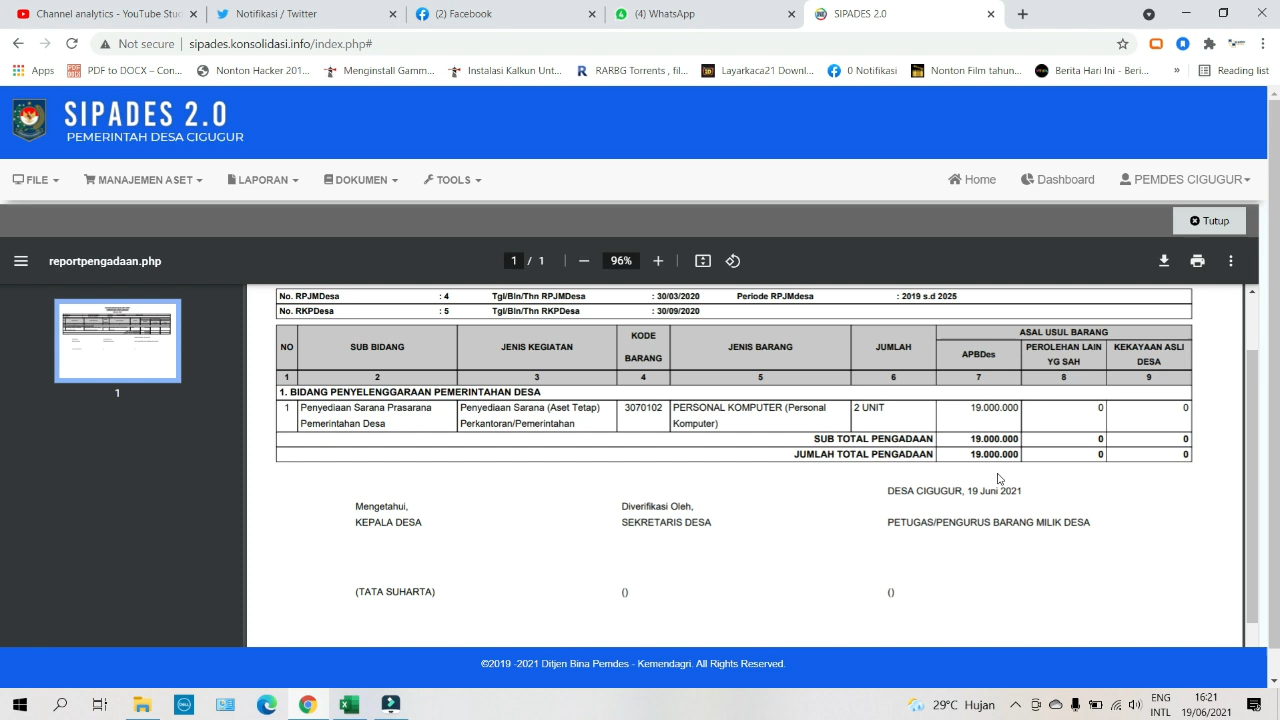 Channel analytics - YouTube Stu
Notifikasi / Twitter
(2) Facebook
(4) WhatsApp
SIPADES 2.0
Not secure
sipades.konsolidasi.info/index.php#
Apps
PDF to DOCX – Con...
Nonton Hacker 201...
Menginstall Gamm...
Instalasi Kalkun Unt...
RARBG Torrents , fil...
Layarkaca21 Downl...
0 Notifikasi
Nonton Film tahun...
Berita Hari Ini - Beri...
»
Reading list
SIPADES 2.0
PEMERINTAH DESA CIGUGUR
FILE
MANAJEMEN ASET
LAPORAN
DOKUMEN
TOOLS
Home
Dashboard
PEMDES CIGUGUR
Tutup
reportpengadaan.php
1 / 1
96%
1
No. RPJMDesa : 4 Tgl/Bln/Thn RPJMDesa : 30/03/2020 Periode RPJMdesa : 2019 s.d 2025
No. RKPDesa : 5 Tgl/Bln/Thn RKPDesa : 30/09/2020
NO
SUB BIDANG
JENIS KEGIATAN
KODE
BARANG
JENIS BARANG
JUMLAH
ASAL USUL BARANG
APBDes
PEROLEHAN LAIN
YG SAH
KEKAYAAN ASLI
DESA
1 2 3 4 5 6 7 8 9
1. BIDANG PENYELENGGARAAN PEMERINTAHAN DESA
1 Penyediaan Sarana Prasarana Penyediaan Sarana (Aset Tetap) 3070102 PERSONAL KOMPUTER (Personal 2 UNIT 19.000.000 0 0
Pemerintahan Desa Perkantoran/Pemerintahan Komputer)
SUB TOTAL PENGADAAN 19.000.000 0 0
JUMLAH TOTAL PENGADAAN 19.000.000 0 0
DESA CIGUGUR, 19 Juni 2021
Mengetahui, Diverifikasi Oleh,
KEPALA DESA SEKRETARIS DESA PETUGAS/PENGURUS BARANG MILIK DESA
(TATA SUHARTA) () ()
©2019 -2021 Ditjen Bina Pemdes - Kemendagri. All Rights Reserved.
29°C Hujan
ENG
INTL
16:21
19/06/2021